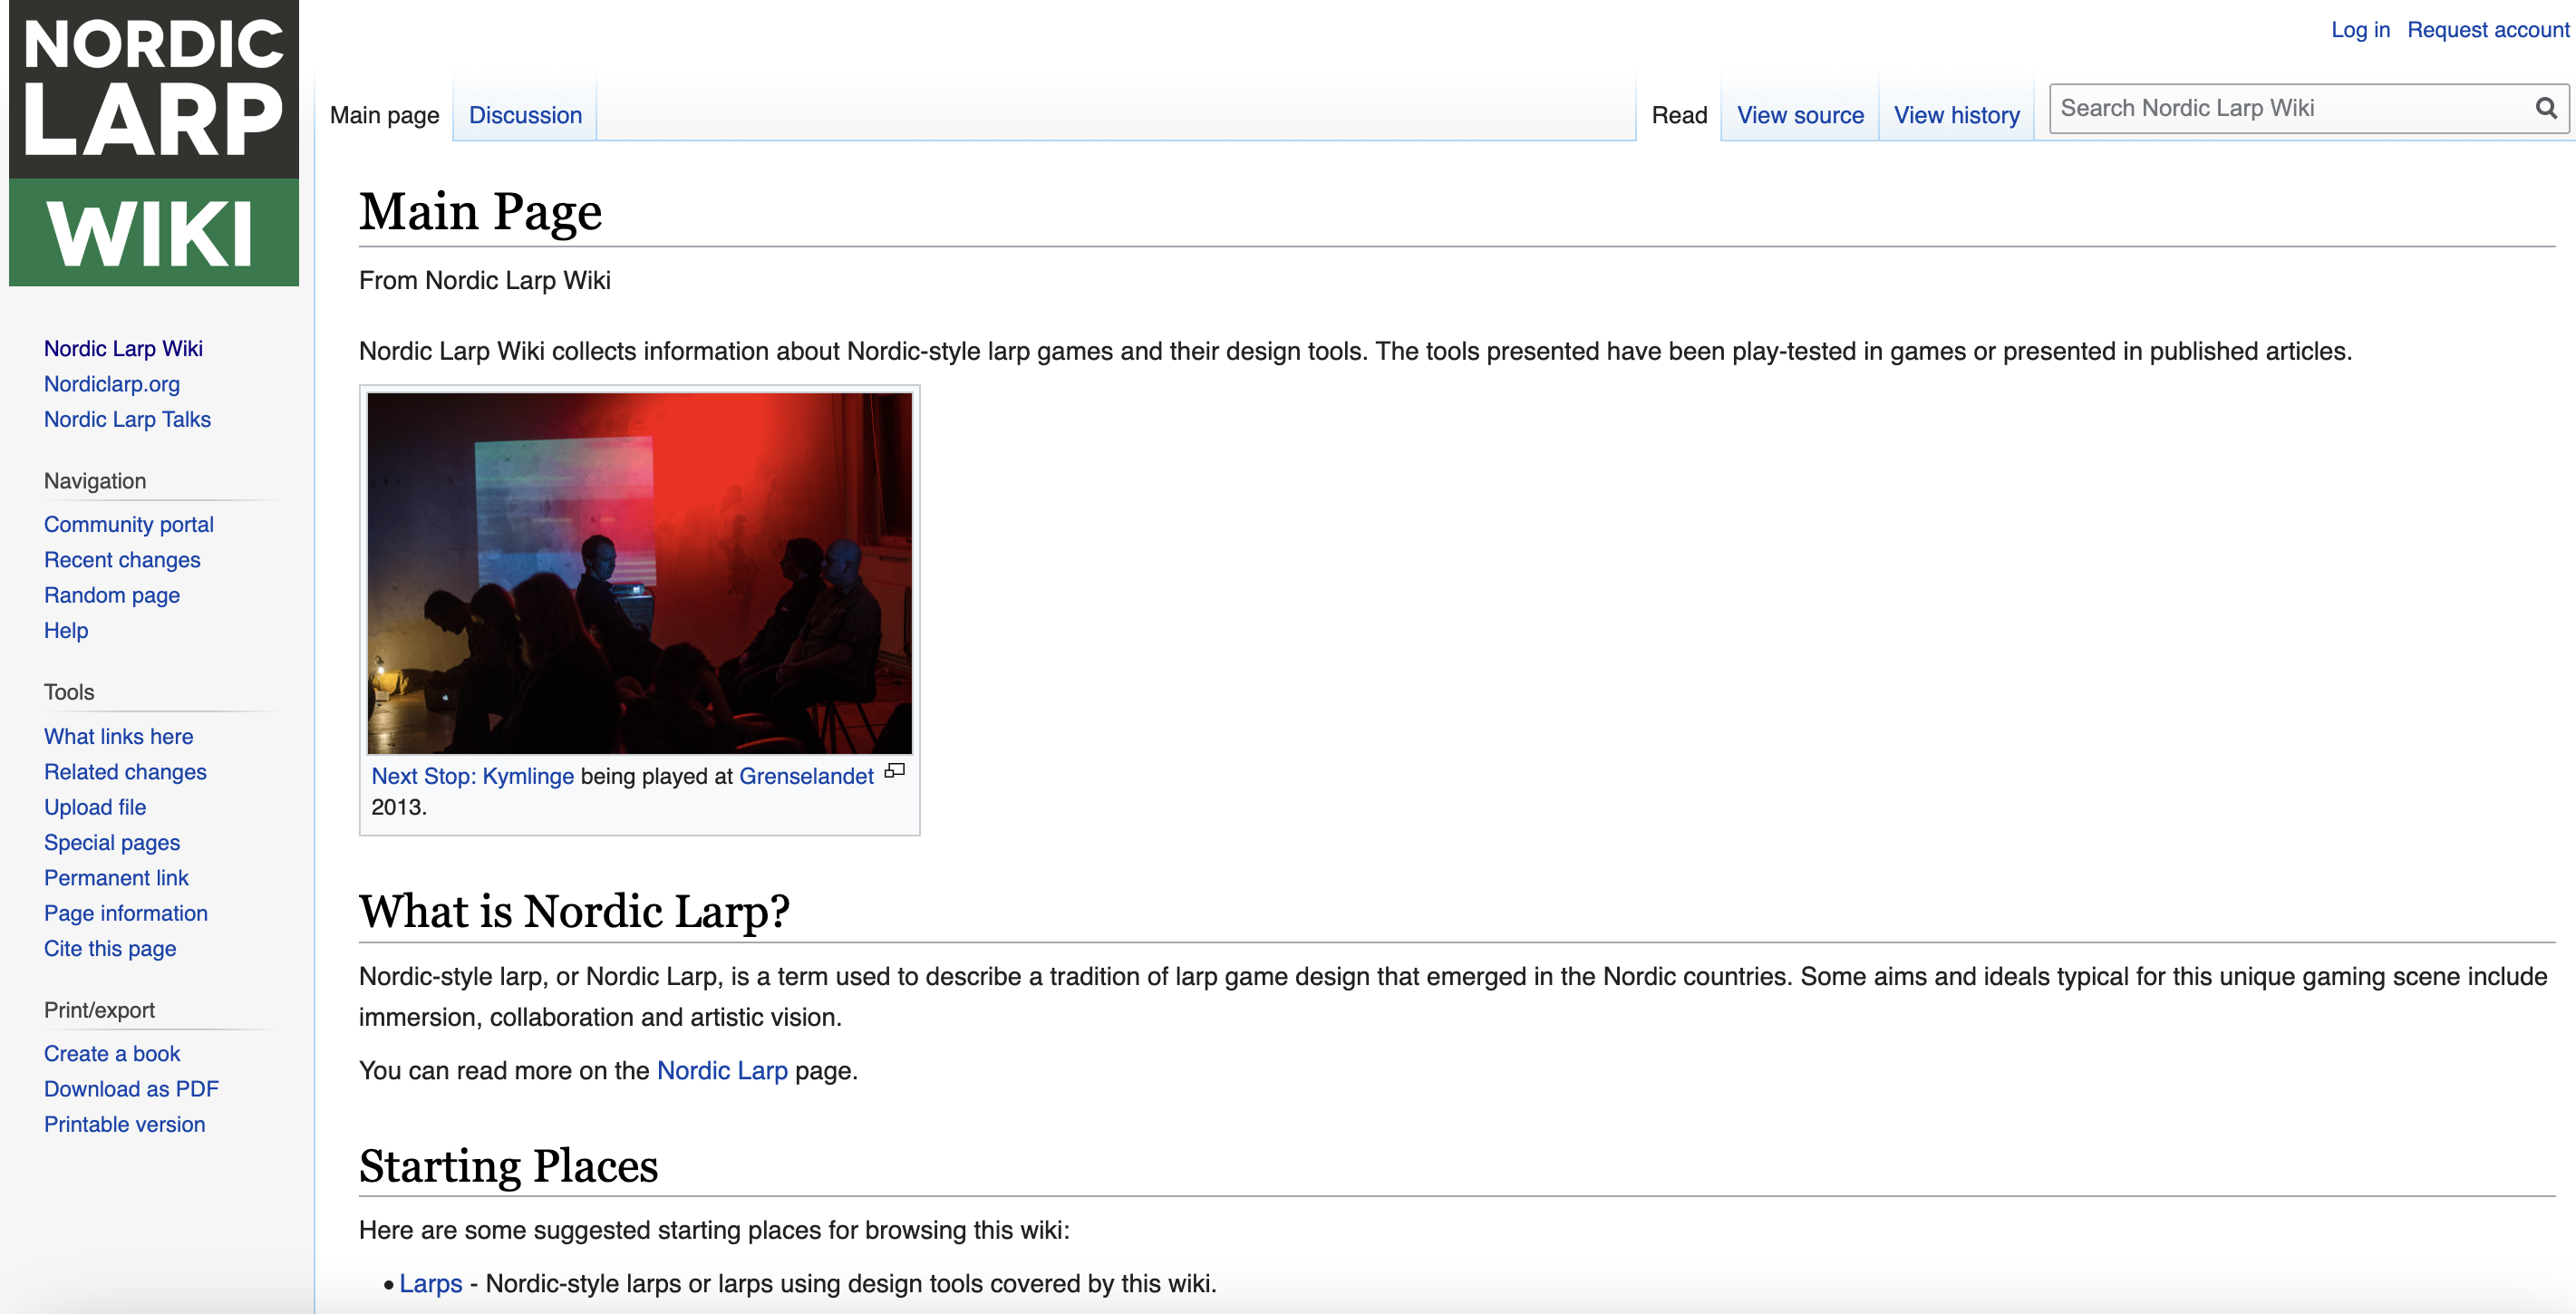 NORDIC
LARP
WIKI
Log in Request account
Main page Discussion Read View source View history Search Nordic Larp Wiki
Nordic Larp Wiki
Nordiclarp.org
Nordic Larp Talks
Navigation
Community portal
Recent changes
Random page
Help
Tools
What links here
Related changes
Upload file
Special pages
Permanent link
Page information
Cite this page
Print/export
Create a book
Download as PDF
Printable version
Main Page
From Nordic Larp Wiki
Nordic Larp Wiki collects information about Nordic-style larp games and their design tools. The tools presented have been play-tested in games or presented in published articles.
Next Stop: Kymlinge being played at Grenselandet
2013.
What is Nordic Larp?
Nordic-style larp, or Nordic Larp, is a term used to describe a tradition of larp game design that emerged in the Nordic countries. Some aims and ideals typical for this unique gaming scene include
immersion, collaboration and artistic vision.
You can read more on the Nordic Larp page.
Starting Places
Here are some suggested starting places for browsing this wiki:
• Larps - Nordic-style larps or larps using design tools covered by this wiki.